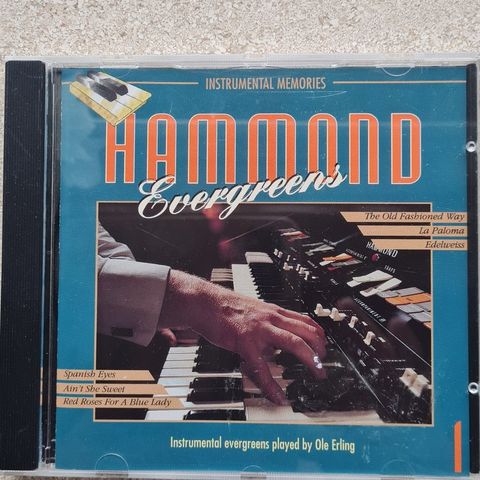 INSTRUMENTAL MEMORIES
HAMMOND
Evergreens
The Old Fashioned Way
La Paloma
Edelweiss
HAMMOND
Spanish Eyes
Ain't She Sweet
Red Roses For A Blue Lady
Instrumental evergreens played by Ole Erling
1